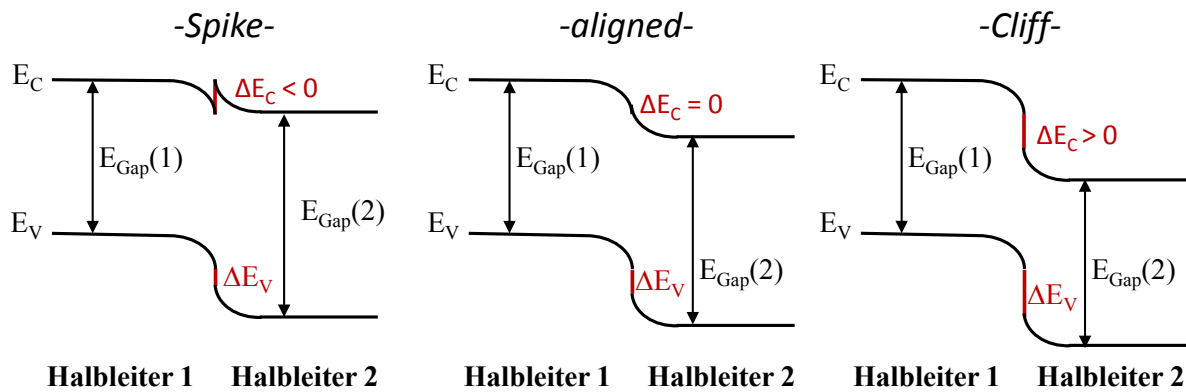 -Spike-
-aligned-
-Cliff-
E_C
ΔE_C < 0
E_Gap(1)
E_Gap(2)
E_V
ΔE_V
Halbleiter 1
Halbleiter 2
E_C
ΔE_C = 0
E_Gap(1)
E_V
E_Gap(2)
ΔE_V
Halbleiter 1
Halbleiter 2
E_C
ΔE_C > 0
E_Gap(1)
E_V
E_Gap(2)
ΔE_V
Halbleiter 1
Halbleiter 2